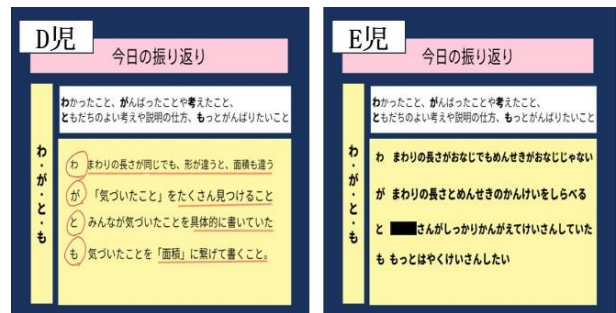 D児
今日の振り返り
わかったこと、がんばったことや考えたこと、
ともだちのよい考えや説明の仕方、もっとがんばりたいこと
わ・が・と・も
わ まわりの長さが同じでも、形が違うと、面積も違う
が 「気づいたこと」をたくさん見つけること
と みんなが気づいたことを具体的に書いていた
も 気づいたことを「面積」に繋げて書くこと。
E児
今日の振り返り
わかったこと、がんばったことや考えたこと、
ともだちのよい考えや説明の仕方、もっとがんばりたいこと
わ・が・と・も
わ まわりの長さがおなじでもめんせきがおなじじゃない
が まわりの長さとめんせきのかんけいをしらべる
と さんがしっかりかんがえてけいさんしていた
も もっとはやくけいさんしたい